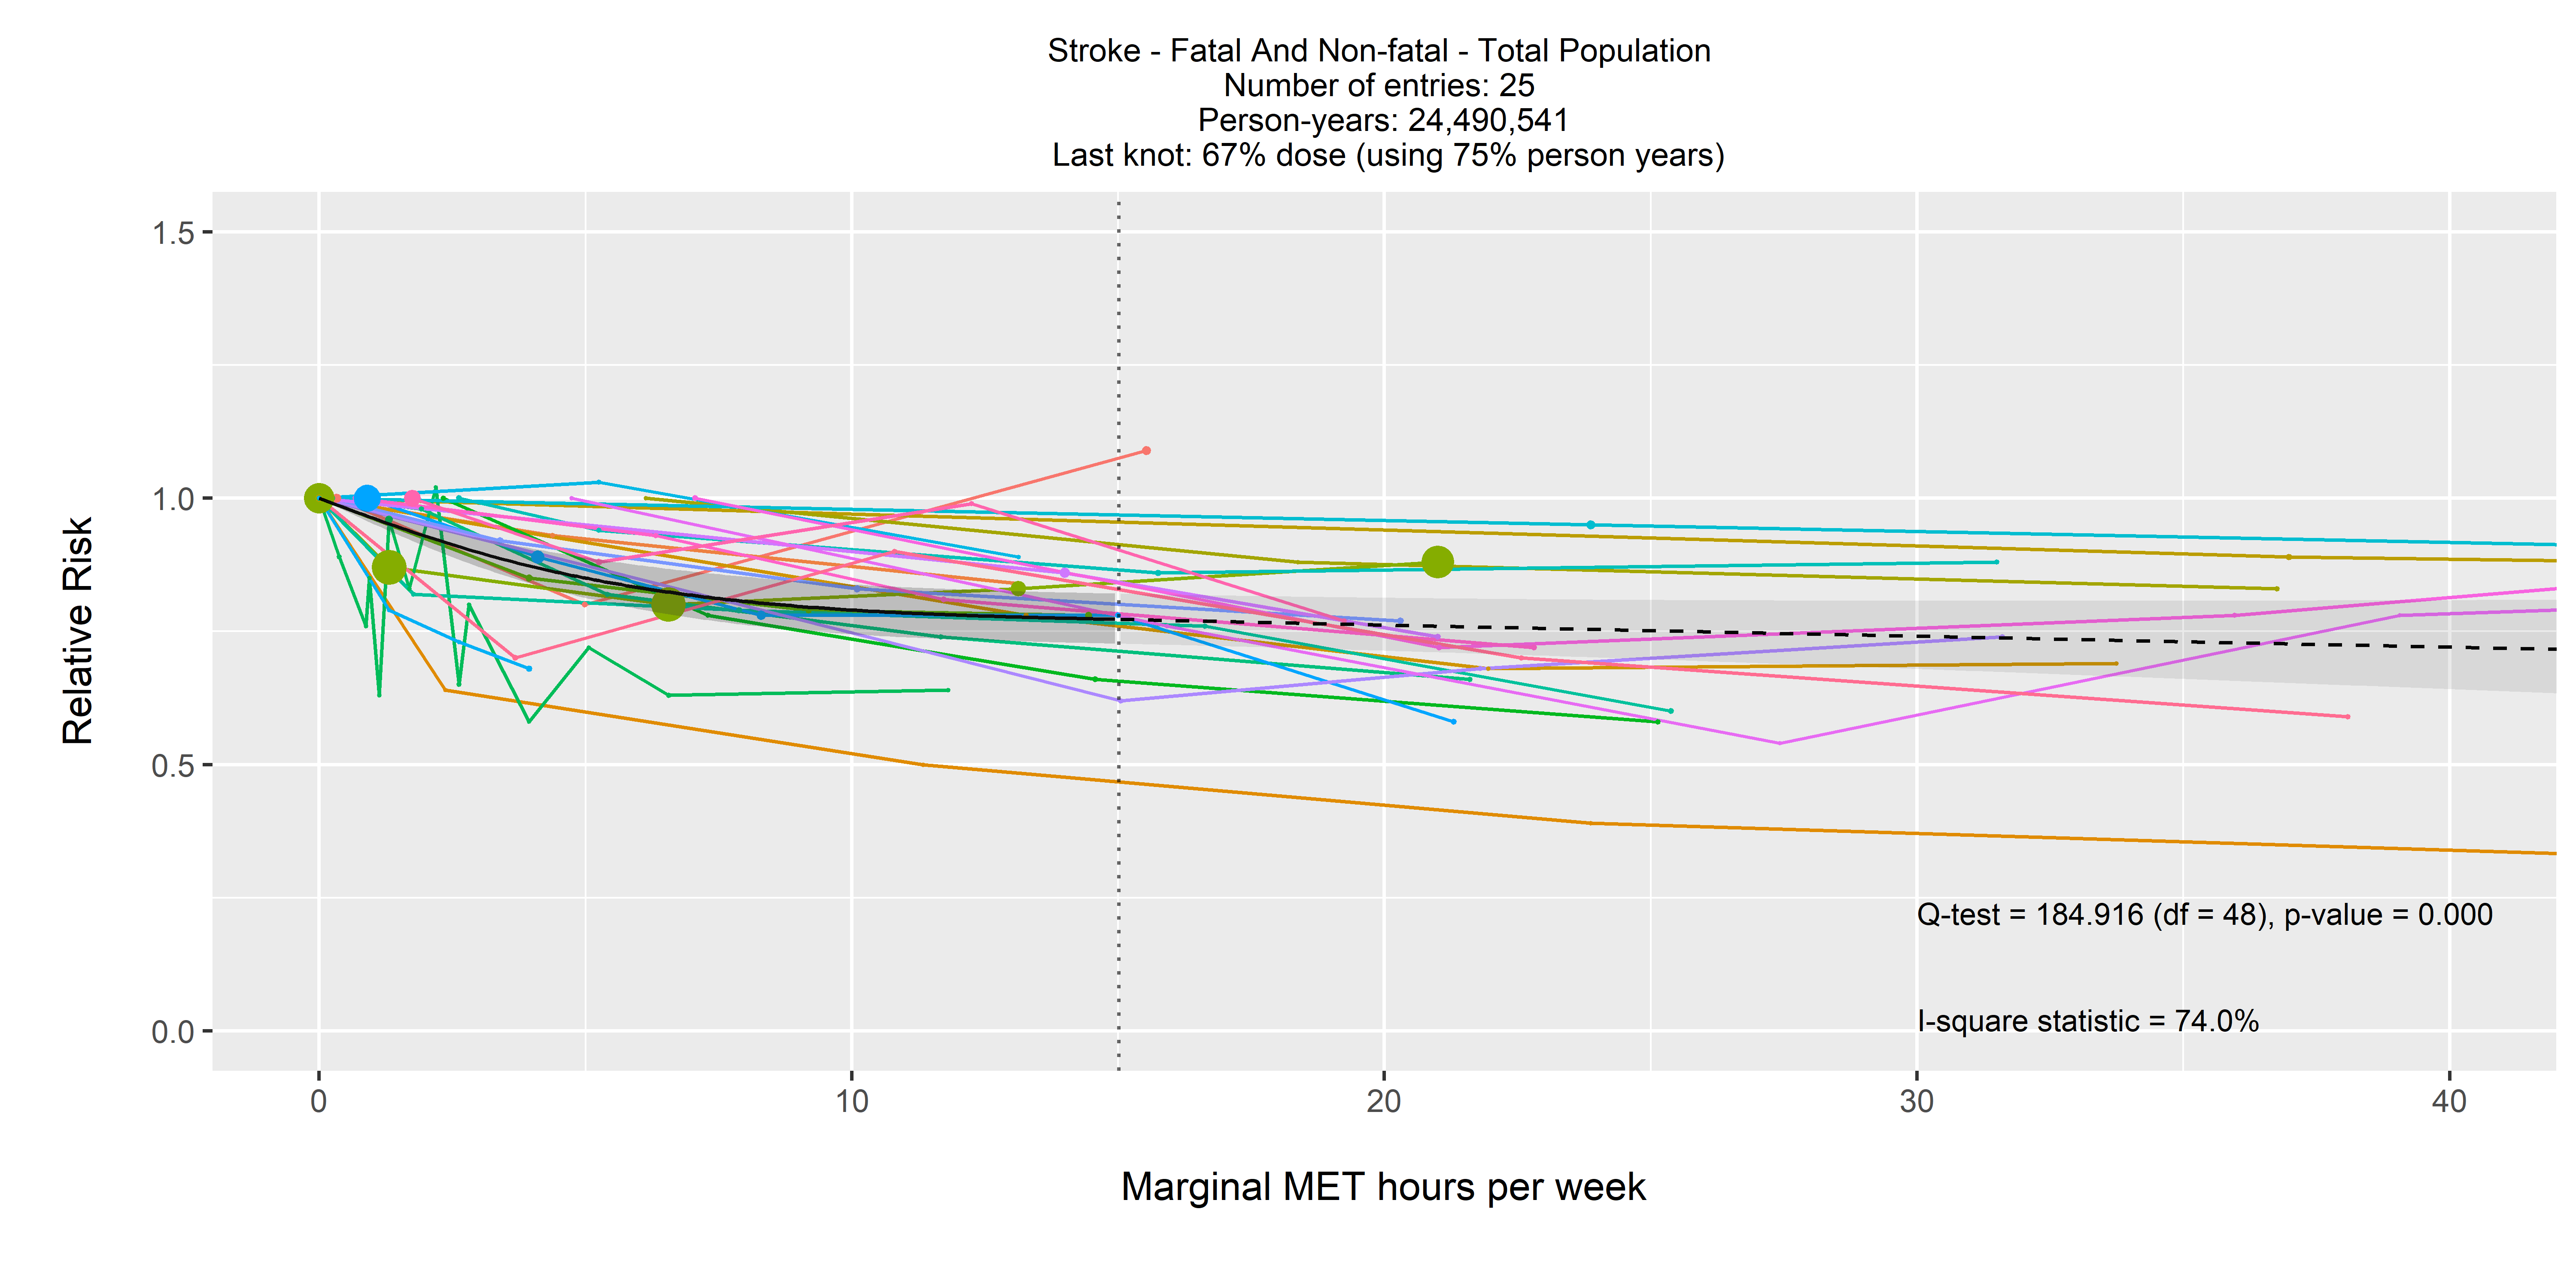 Stroke - Fatal And Non-fatal - Total Population
Number of entries: 25
Person-years: 24,490,541
Last knot: 67% dose (using 75% person years)
1.5
1.0
0.5
0.0
Relative Risk
Q-test = 184.916 (df = 48), p-value = 0.000
I-square statistic = 74.0%
0 10 20 30 40
Marginal MET hours per week